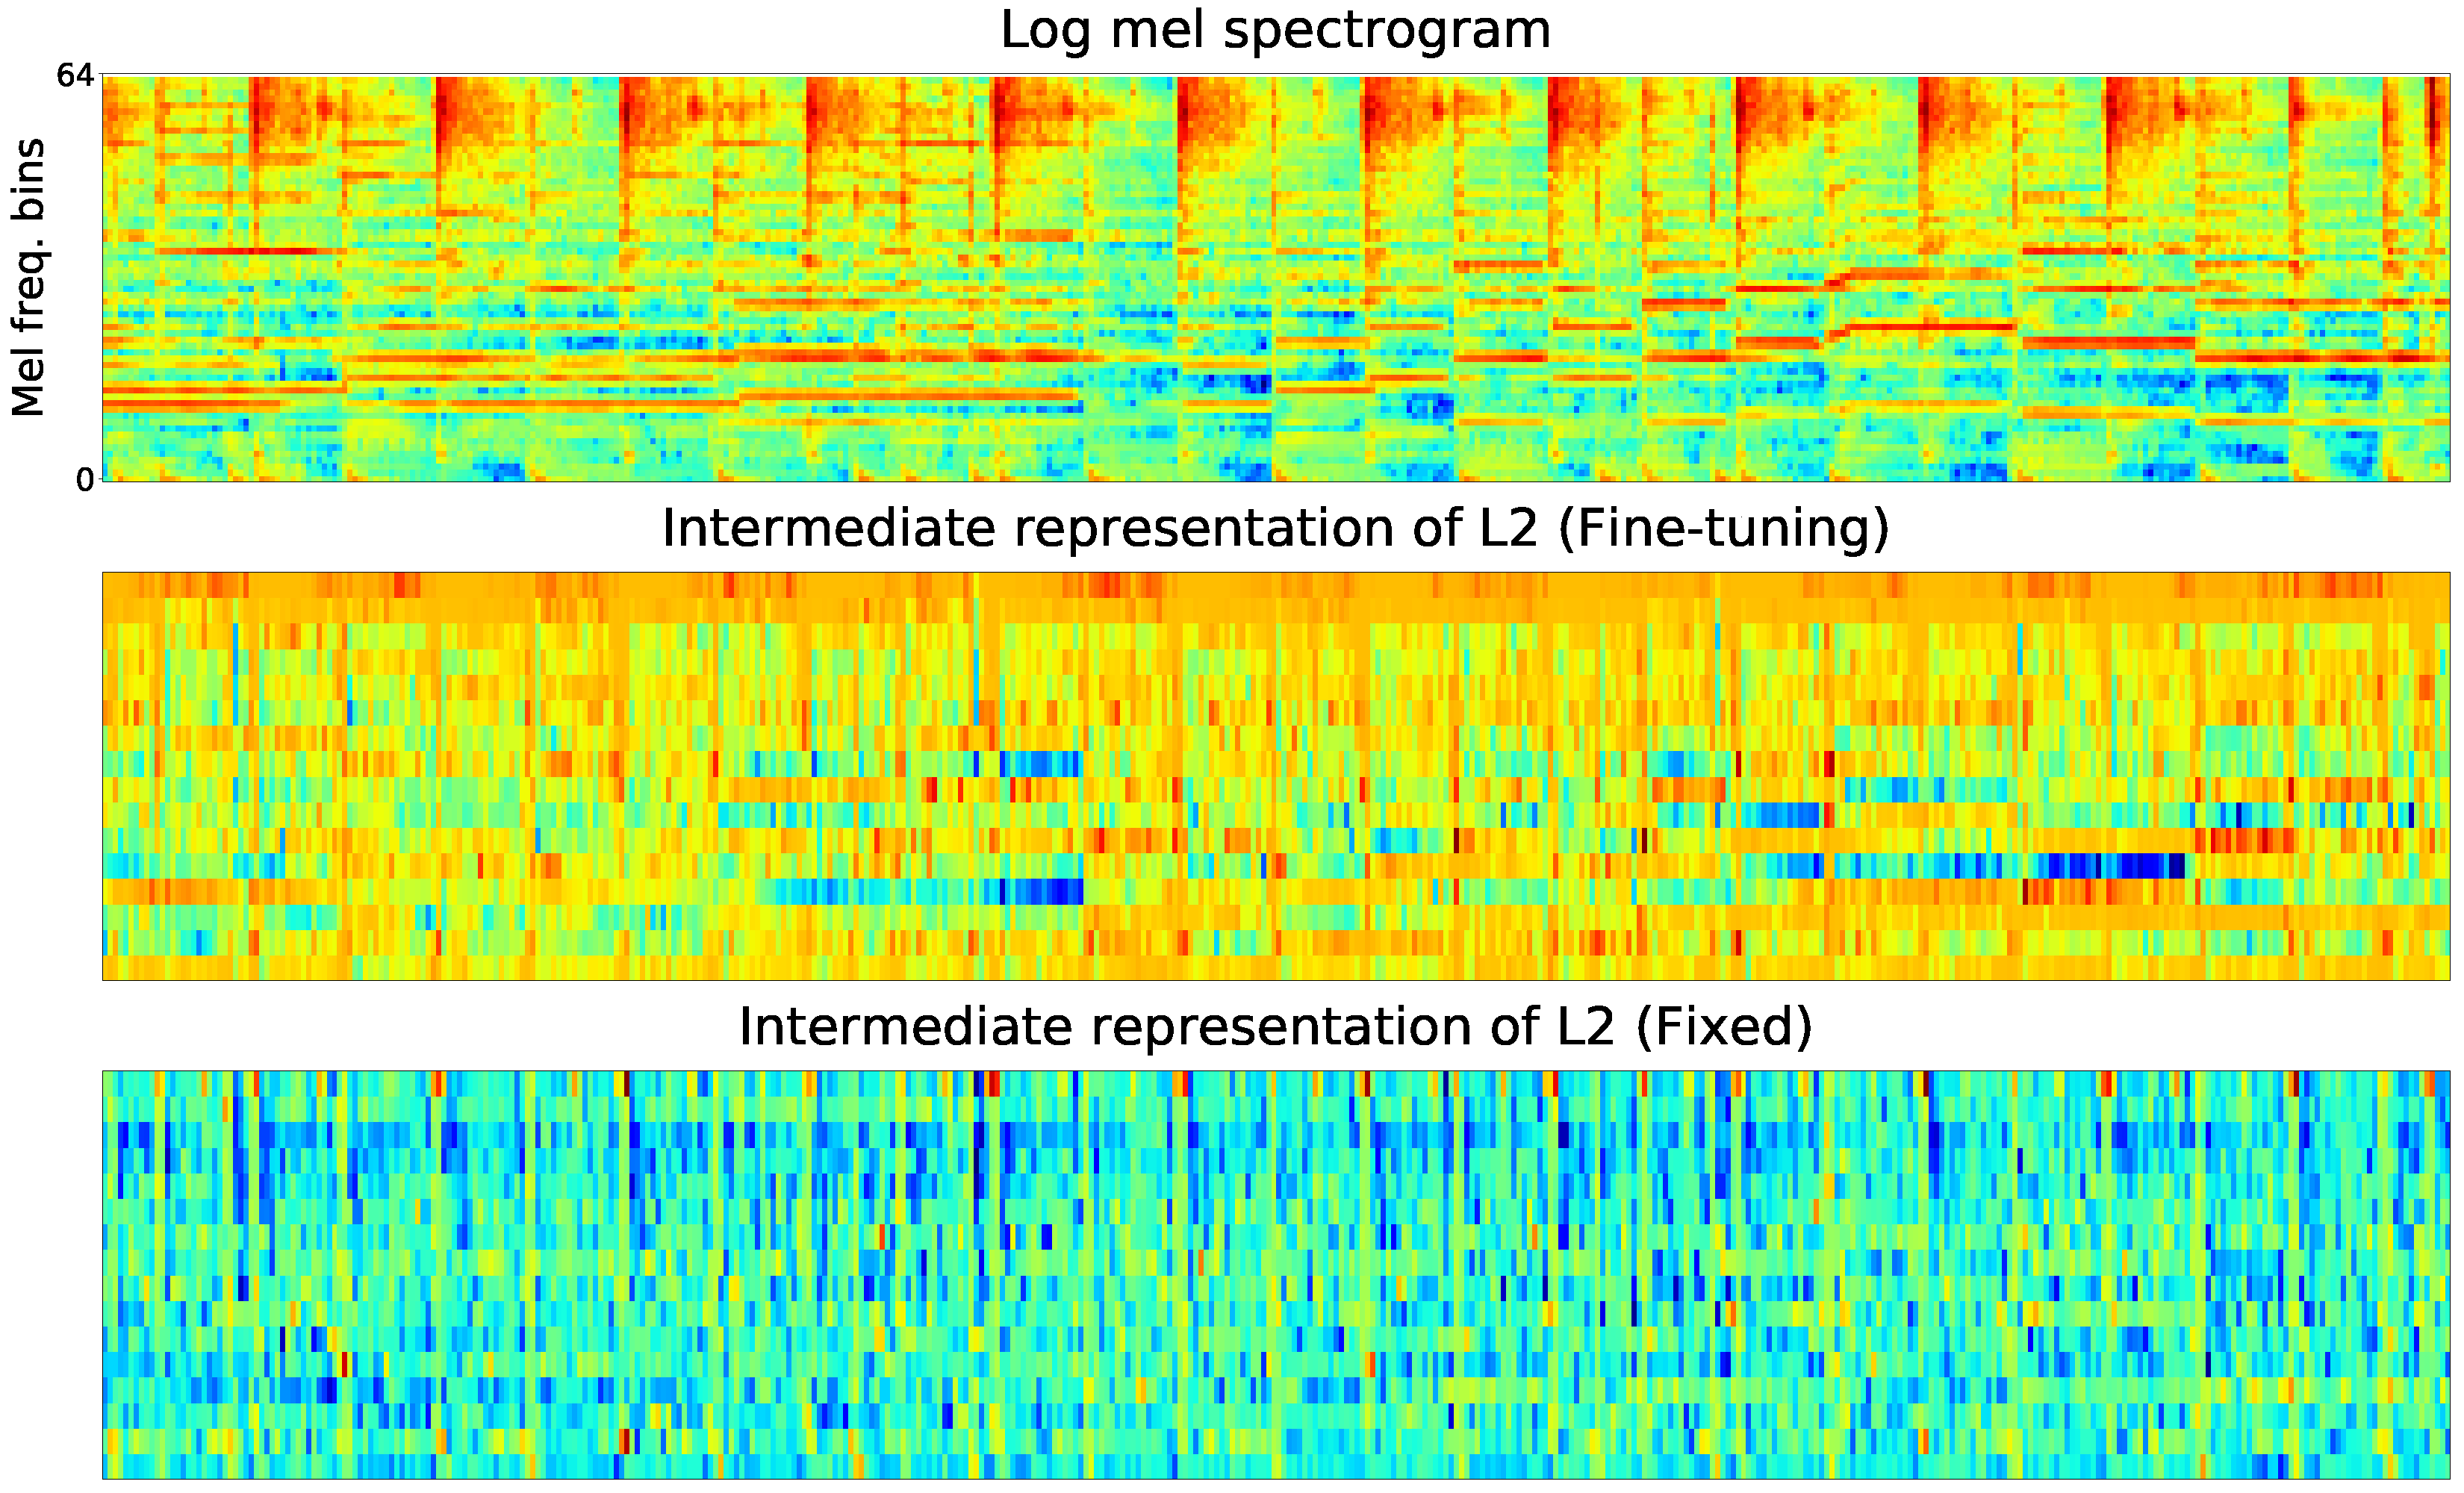 Log mel spectrogram
64
Mel freq. bins
0
Intermediate representation of L2 (Fine-tuning)
Intermediate representation of L2 (Fixed)